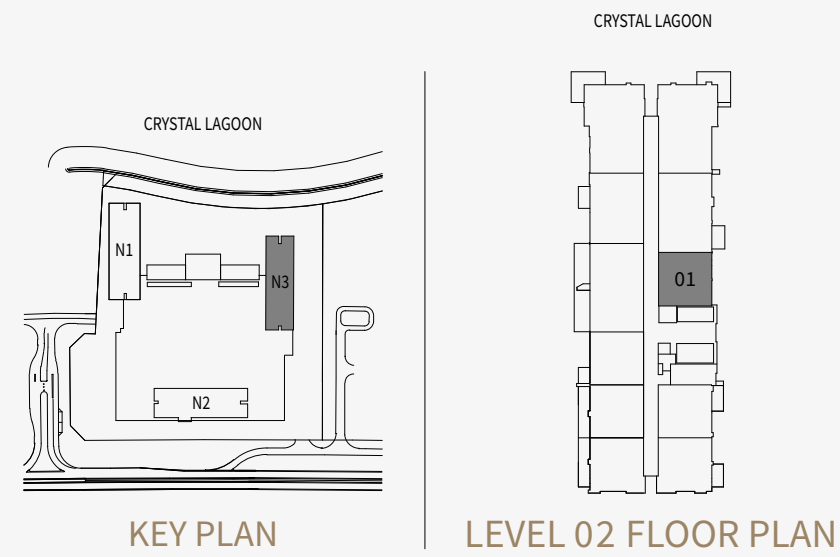 CRYSTAL LAGOON
N1
N3
N2
KEY PLAN
CRYSTAL LAGOON
01
LEVEL 02 FLOOR PLAN